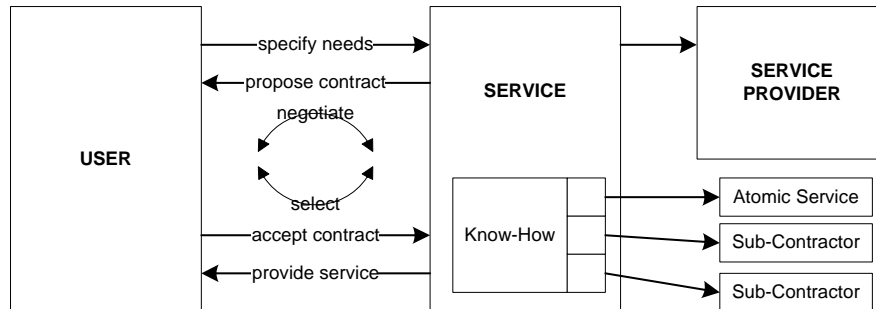 USER
specify needs
propose contract
negotiate
select
accept contract
provide service
SERVICE
Know-How
SERVICE
PROVIDER
Atomic Service
Sub-Contractor
Sub-Contractor